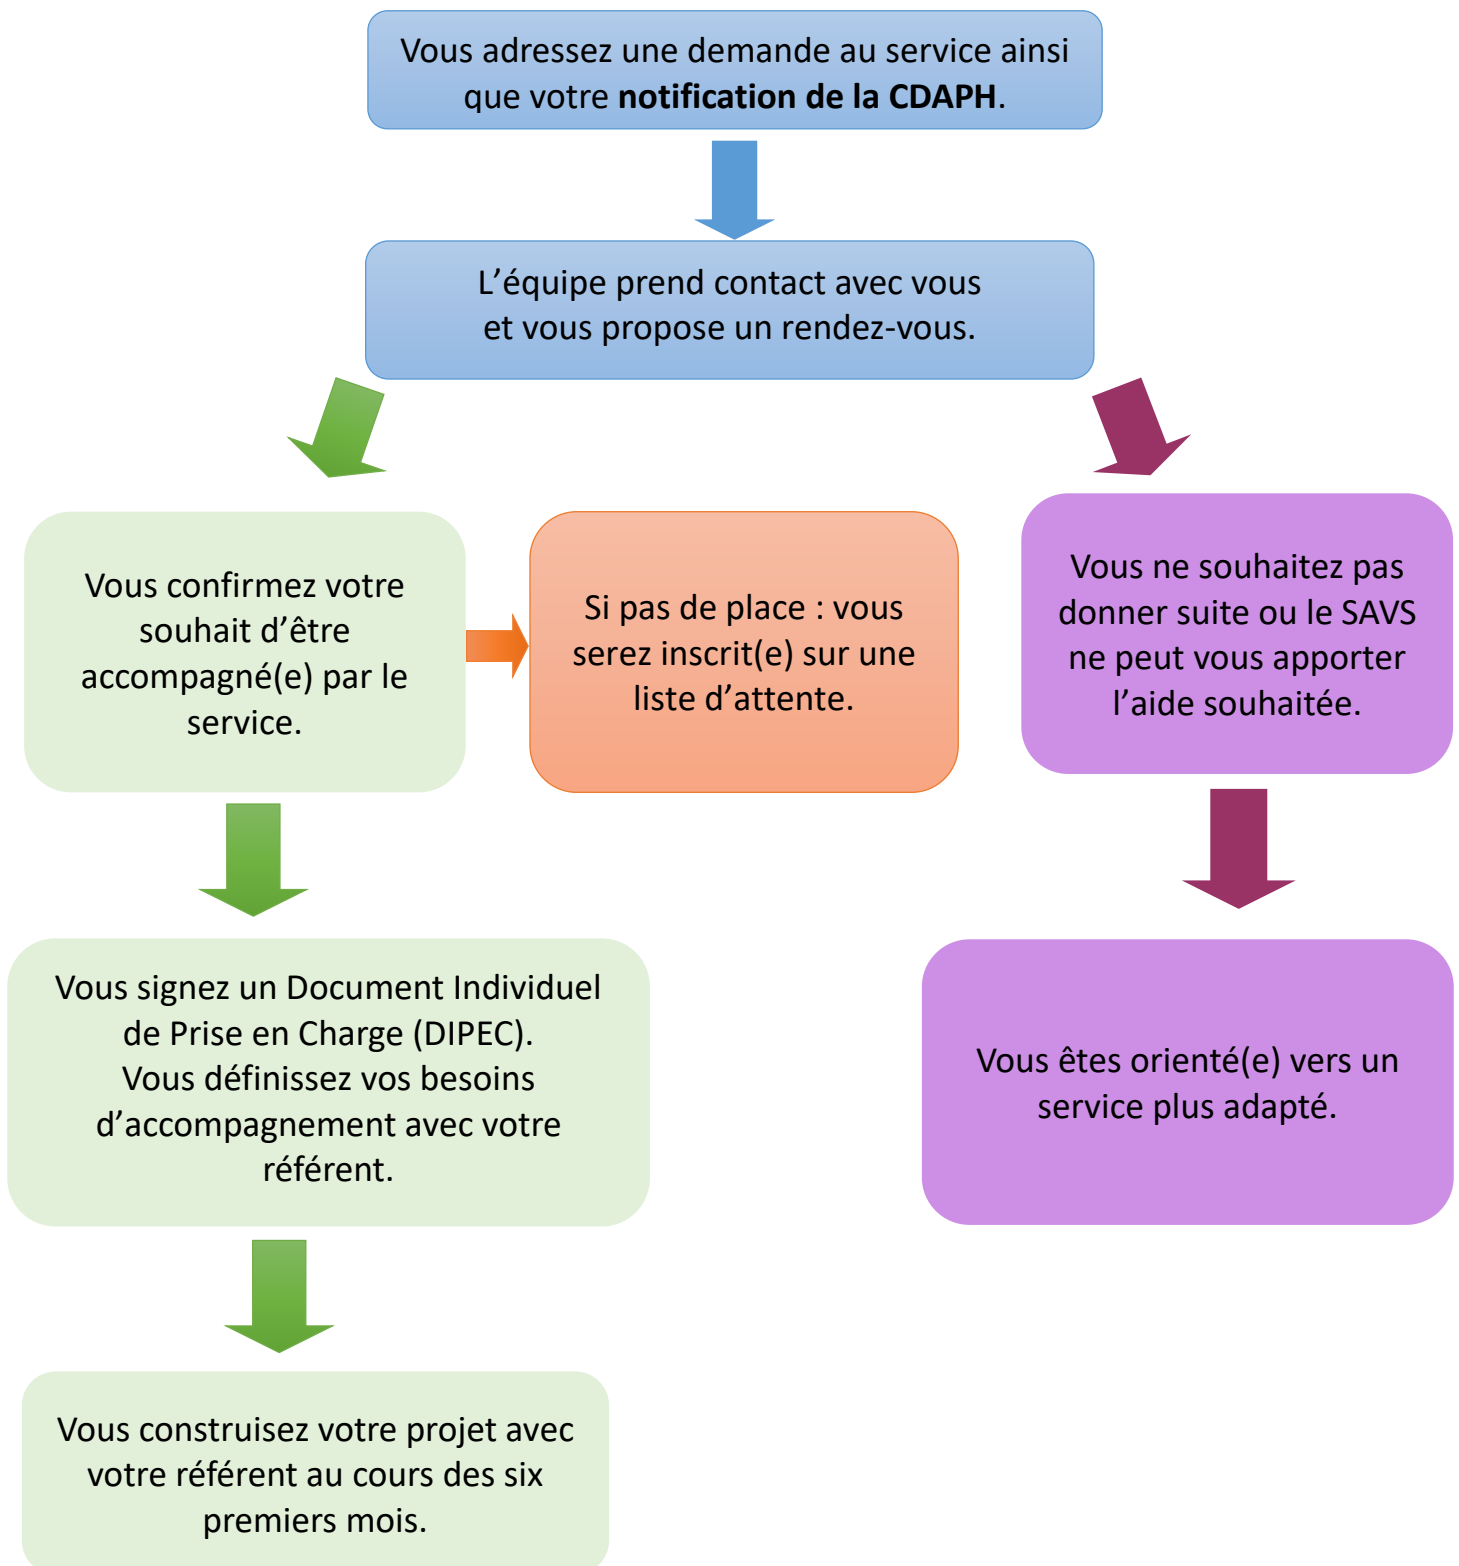 Vous adressez une demande au service ainsi
que votre notification de la CDAPH.
L’équipe prend contact avec vous
et vous propose un rendez-vous.
Vous confirmez votre
souhait d’être
accompagné(e) par le
service.
Si pas de place : vous
serez inscrit(e) sur une
liste d’attente.
Vous ne souhaitez pas
donner suite ou le SAVS
ne peut vous apporter
l’aide souhaitée.
Vous signez un Document Individuel
de Prise en Charge (DIPEC).
Vous définissez vos besoins
d’accompagnement avec votre
référent.
Vous êtes orienté(e) vers un
service plus adapté.
Vous construisez votre projet avec
votre référent au cours des six
premiers mois.